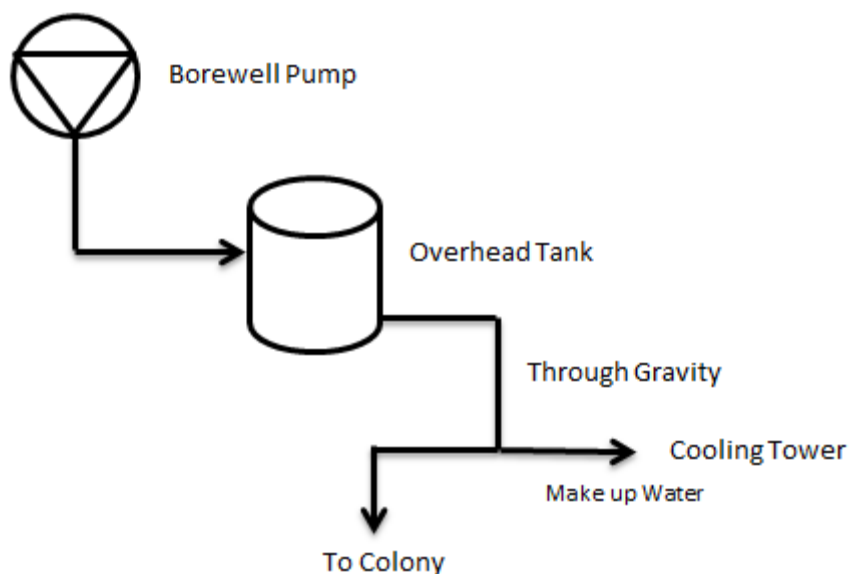 Borewell Pump
Overhead Tank
Through Gravity
Cooling Tower
Make up Water
To Colony